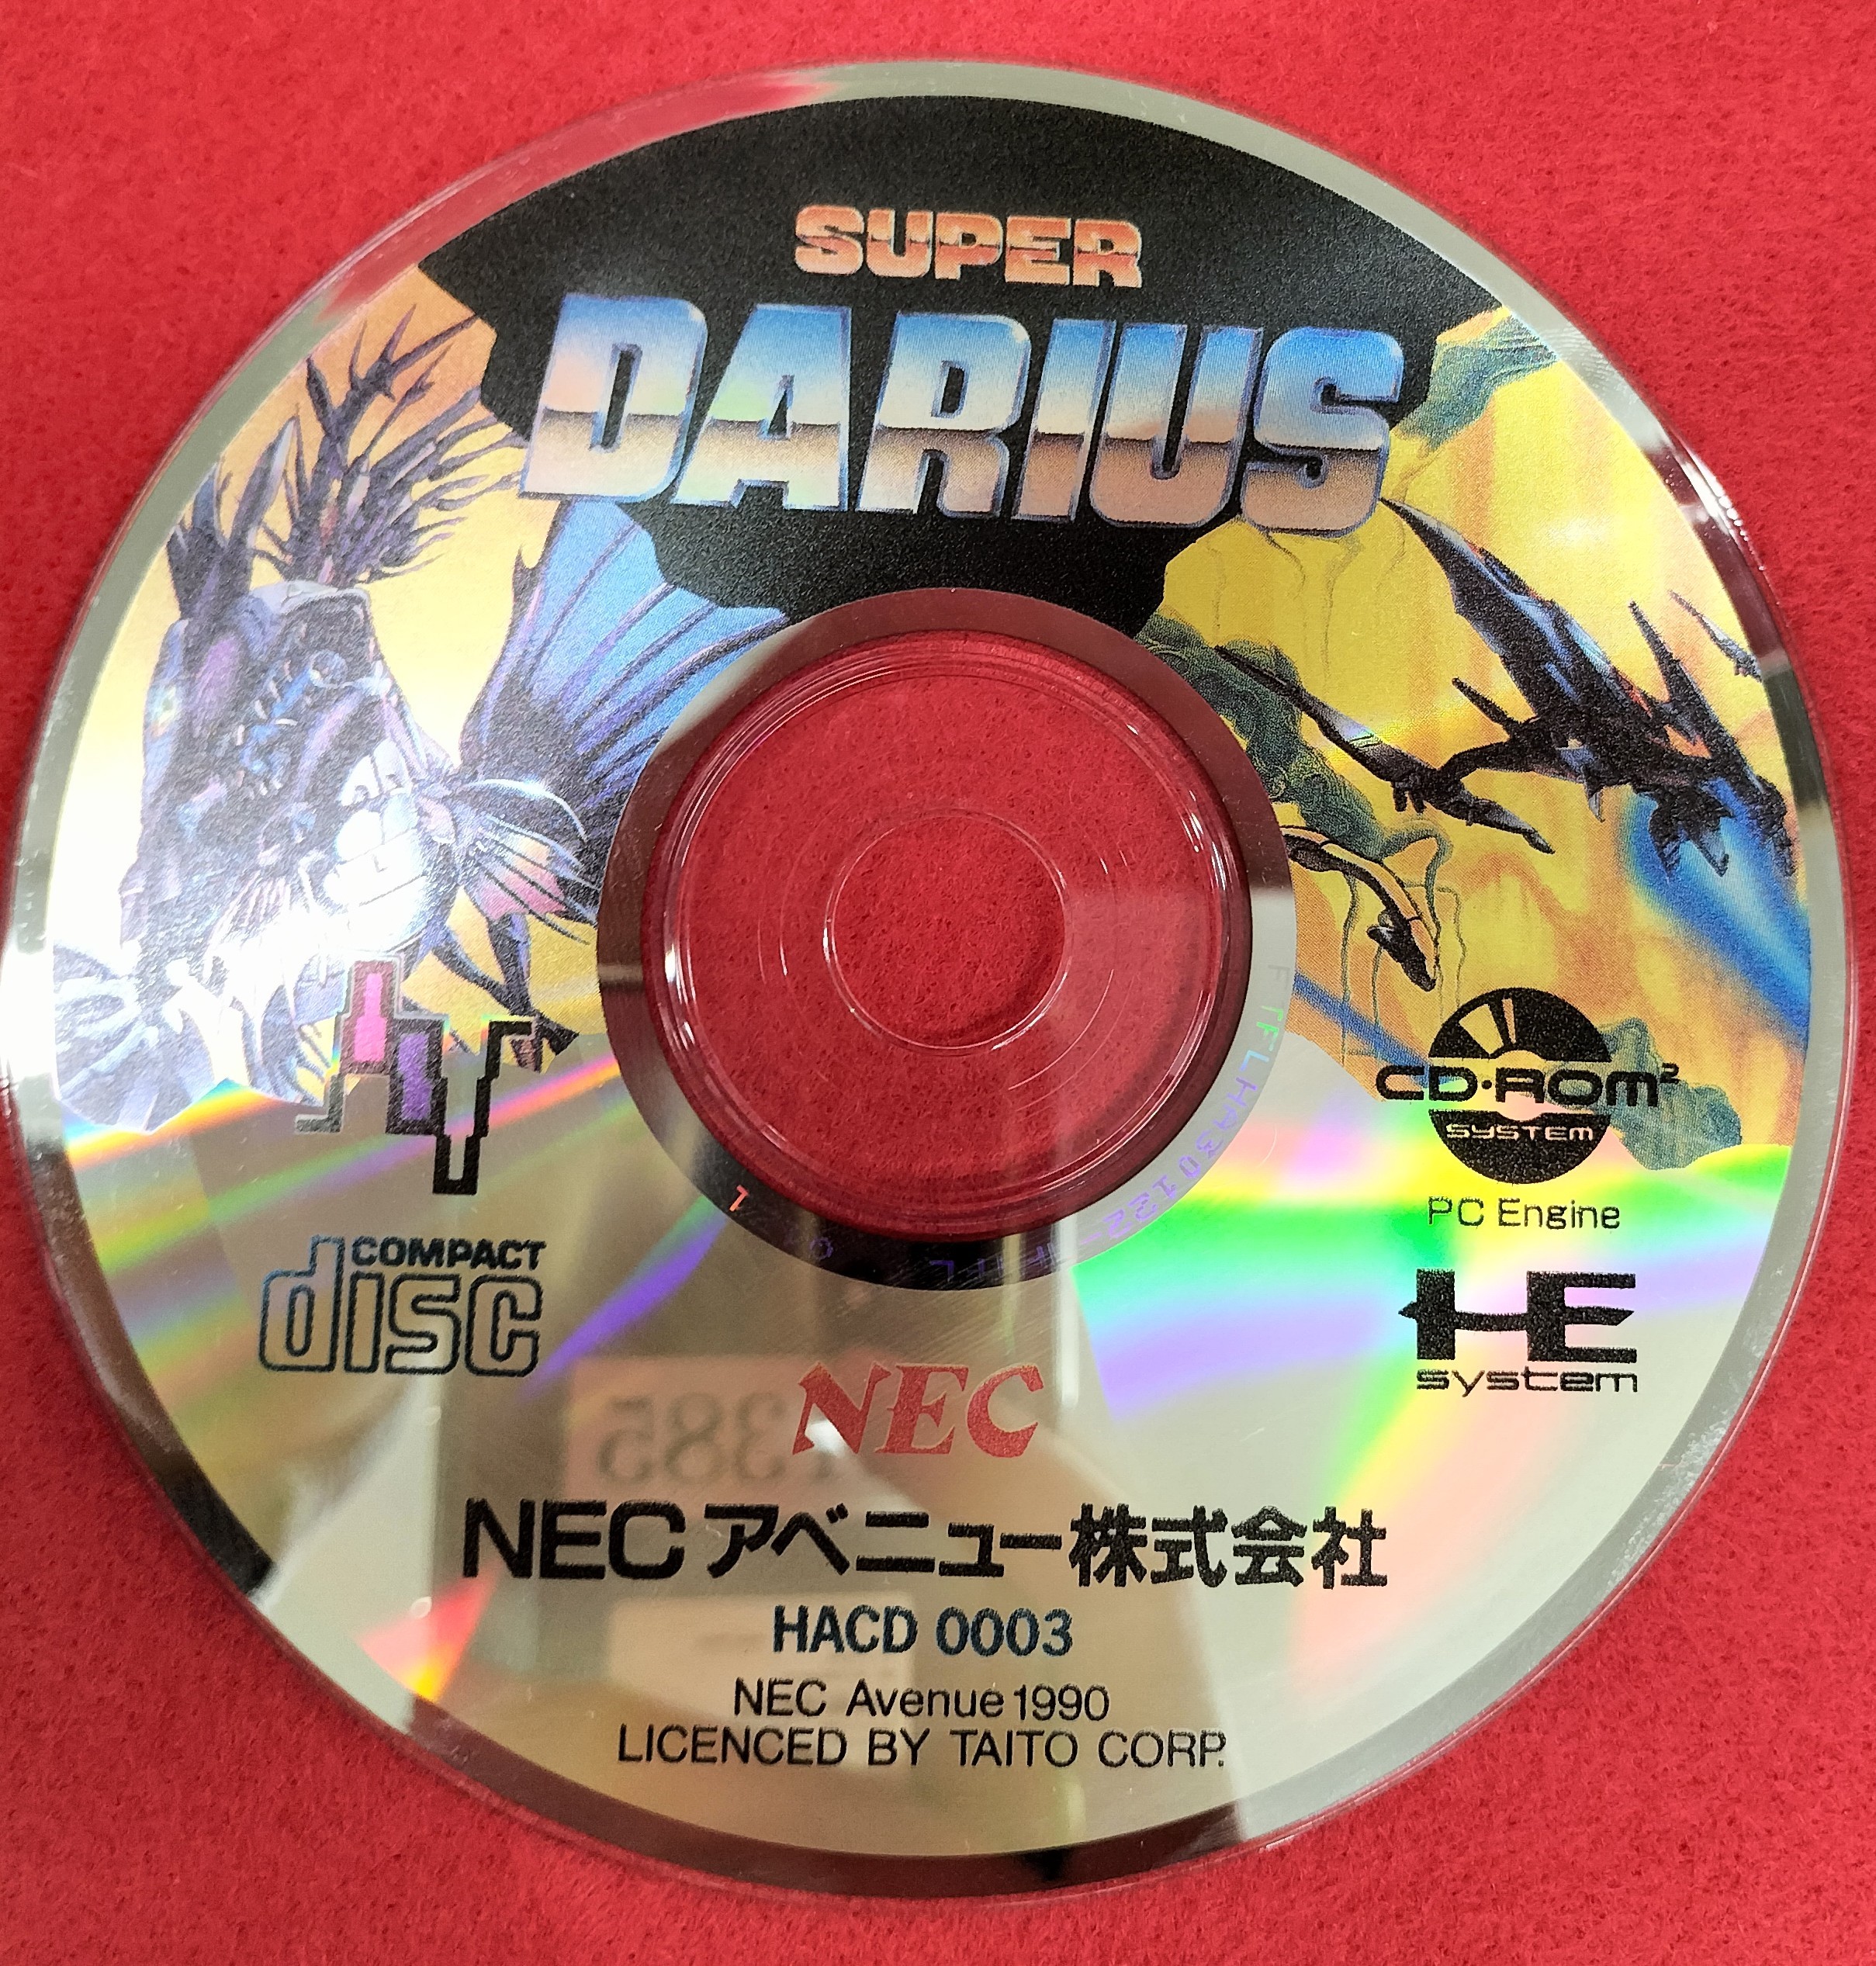 SUPER
DARIUS
CD-ROM²
SYSTEM
PC Engine
HE
system
COMPACT
disc
NEC
NECアベニュー株式会社
HACD 0003
NEC Avenue 1990
LICENCED BY TAITO CORP.